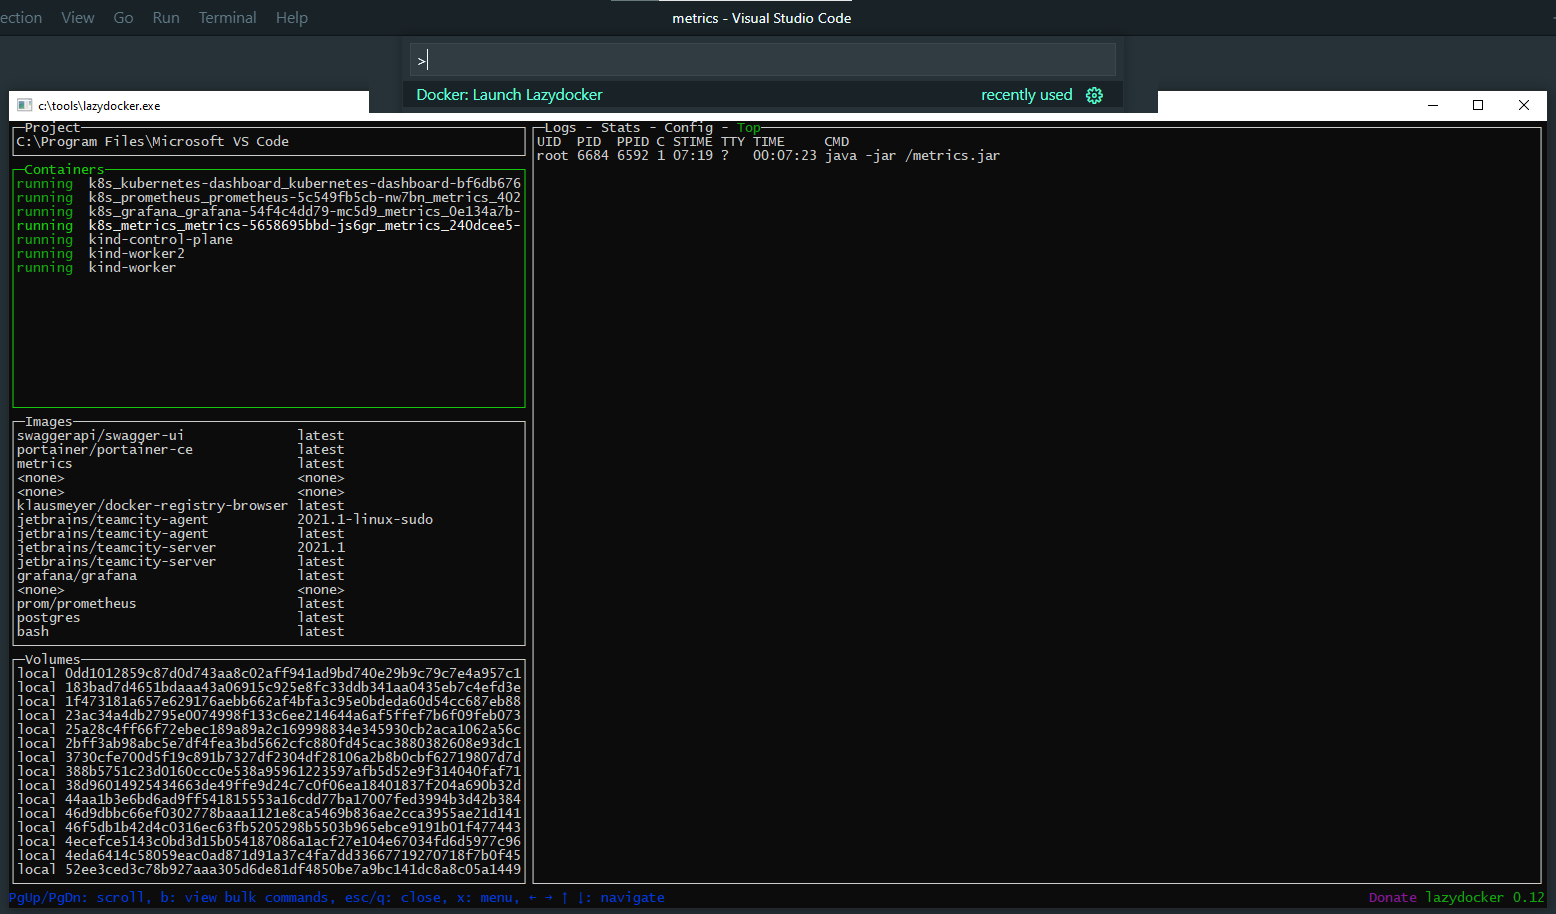 ection View Go Run Terminal Help
metrics - Visual Studio Code
>
Docker: Launch Lazydocker recently used
c:\tools\lazydocker.exe
Project
C:\Program Files\Microsoft VS Code
Containers
running k8s_kubernetes-dashboard_kubernetes-dashboard-bf6db676
running k8s_prometheus_prometheus-5c549fb5cb-nw7bn_metrics_402
running k8s_grafana_grafana-54f4c4dd79-mc5d9_metrics_0e134a7b-
running k8s_metrics_metrics-5658695bbd-js6gr_metrics_240dcee5-
running kind-control-plane
running kind-worker2
running kind-worker
Images
swaggerapi/swagger-ui latest
portainer/portainer-ce latest
metrics latest
<none> <none>
<none> <none>
klausmeyer/docker-registry-browser latest
jetbrains/teamcity-agent 2021.1-linux-sudo
jetbrains/teamcity-agent latest
jetbrains/teamcity-server 2021.1
jetbrains/teamcity-server latest
grafana/grafana latest
<none> <none>
prom/prometheus latest
postgres latest
bash latest
Volumes
local 0dd1012859c87d0d743aa8c02aff941ad9bd740e29b9c79c7e4a957c1
local 183bad7d4651bdaaa43a06915c925e8fc33ddb341aa0435eb7c4efd3e
local 1f473181a657e629176aebb662af4bfa3c95e0bdeda60d54cc687eb88
local 23ac34a4db2795e0074998f133c6ee214644a6af5ffef7b6f09feb073
local 25a28c4ff66f72ebec189a89a2c169998834e345930cb2aca1062a56c
local 2bff3ab98abc5e7df4fea3bd5662cfc880fd45cac3880382608e93dc1
local 3730cfe700d5f19c891b7327df2304df28106a2b8b0cbf62719807d7d
local 388b5751c23d0160ccc0e538a95961223597afb5d52e9f314040faf71
local 38d96014925434663de49ffe9d24c7c0f06ea18401837f204a690b32d
local 44aa1b3e6bd6ad9ff541815553a16cdd77ba17007fed3994b3d42b384
local 46d9dbbc66ef0302778baaa1121e8ca5469b836ae2cca3955ae21d141
local 46f5db1b42d4c0316ec63fb5205298b5503b965ebce9191b01f477443
local 4ecefce5143c0bd3d15b054187086a1acf27e104e67034fd6d5977c96
local 4eda6414c58059eac0ad871d91a37c4fa7dd33667719270718f7b0f45
local 52ee3ced3c78b927aaa305d6de81df4850be7a9bc141dc8a8c05a1449
Logs - Stats - Config - Top
UID PID PPID C STIME TTY TIME CMD
root 6684 6592 1 07:19 ? 00:07:23 java -jar /metrics.jar
PgUp/PgDn: scroll, b: view bulk commands, esc/q: close, x: menu, ← → ↑ ↓: navigate
Donate lazydocker 0.12